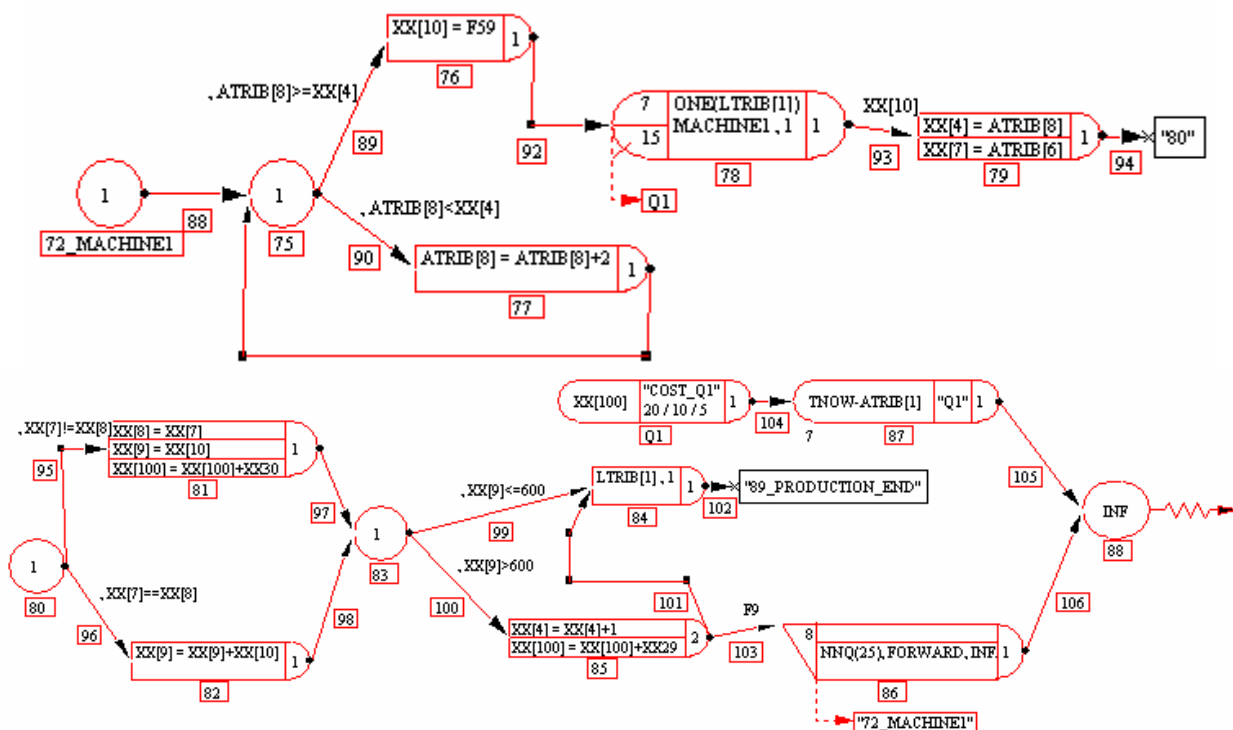 XX[10] = F59
1
76
, ATRIB[8]>=XX[4]
89
7
15
ONE(LTRIB[1])
MACHINE1, 1
1
78
92
Q1
XX[10]
93
XX[4] = ATRIB[8]
XX[7] = ATRIB[6]
1
79
94
"80"
1
72_MACHINE1
88
1
75
, ATRIB[8]<XX[4]
90
ATRIB[8] = ATRIB[8]+2
1
77
XX[100]
"COST_Q1"
20 / 10 / 5
1
Q1
104
TNOW-ATRIB[1]
"Q1"
1
7
87
105
, XX[7]!=XX[8]
95
XX[8] = XX[7]
XX[9] = XX[10]
XX[100] = XX[100]+XX30
1
81
97
1
80
, XX[7]==XX[8]
96
XX[9] = XX[9]+XX[10]
1
82
98
1
83
, XX[9]<=600
99
LTRIB[1], 1
1
84
102
"89_PRODUCTION_END"
, XX[9]>600
100
101
XX[4] = XX[4]+1
XX[100] = XX[100]+XX29
2
85
F9
103
8
NNQ(25), FORWARD, INF
1
86
"72_MACHINE1"
106
INF
88